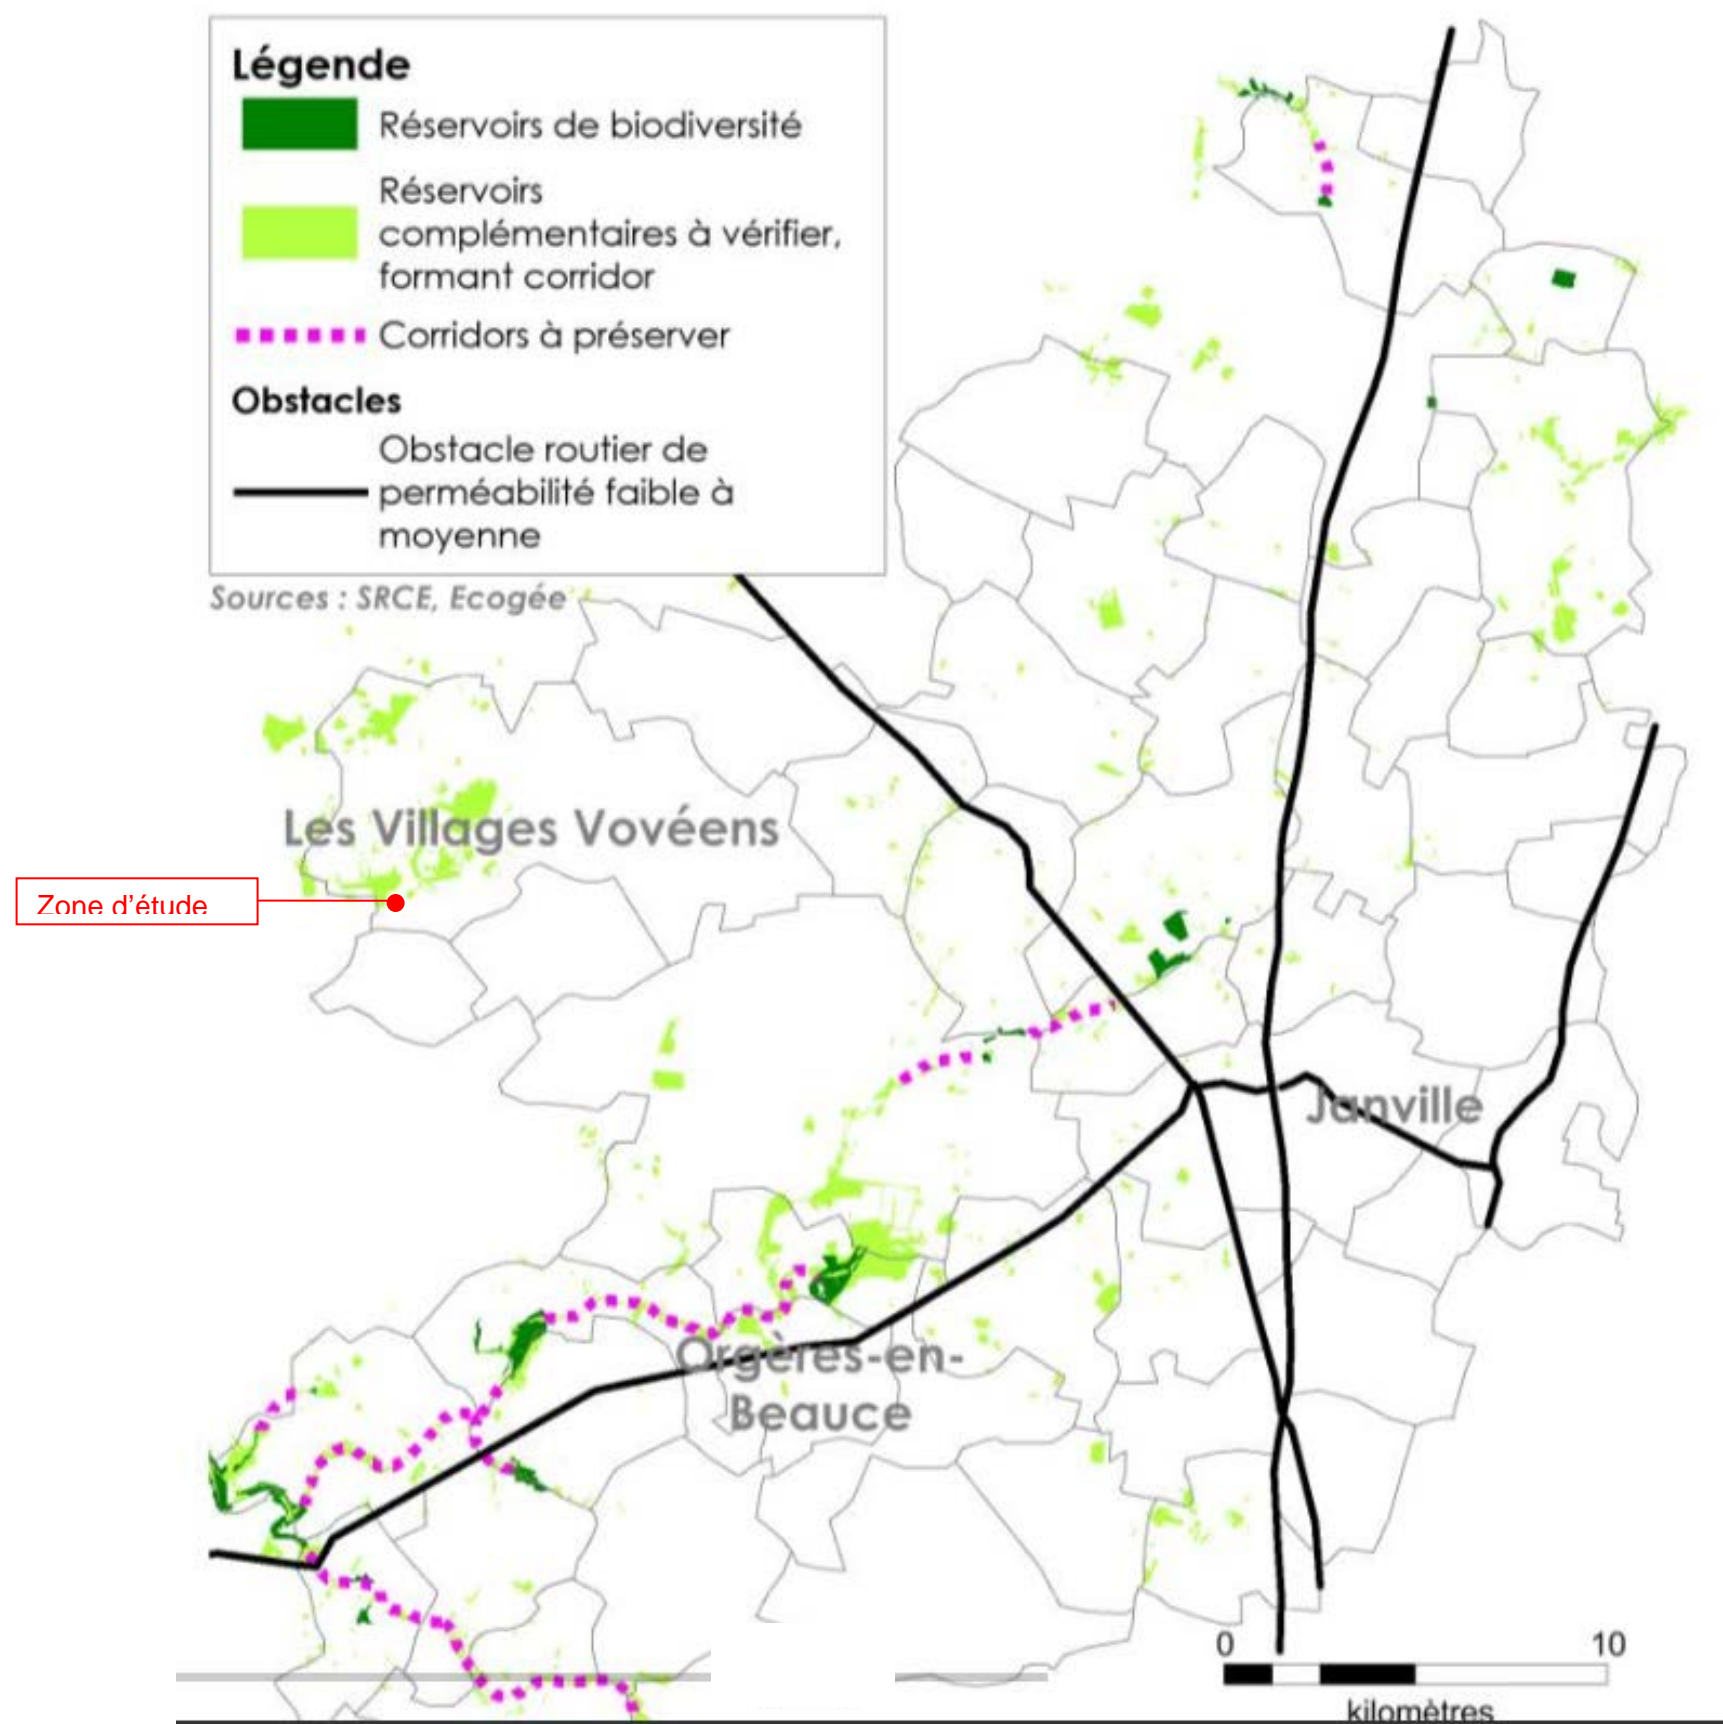 Légende
Réservoirs de biodiversité
Réservoirs
complémentaires à vérifier,
formant corridor
Corridors à préserver
Obstacles
Obstacle routier de
perméabilité faible à
moyenne
Sources : SRCE, Ecogée
Les Villages Vovéens
Zone d'étude
Janville
Orgères-en-
Beauce
0 10
kilomètres